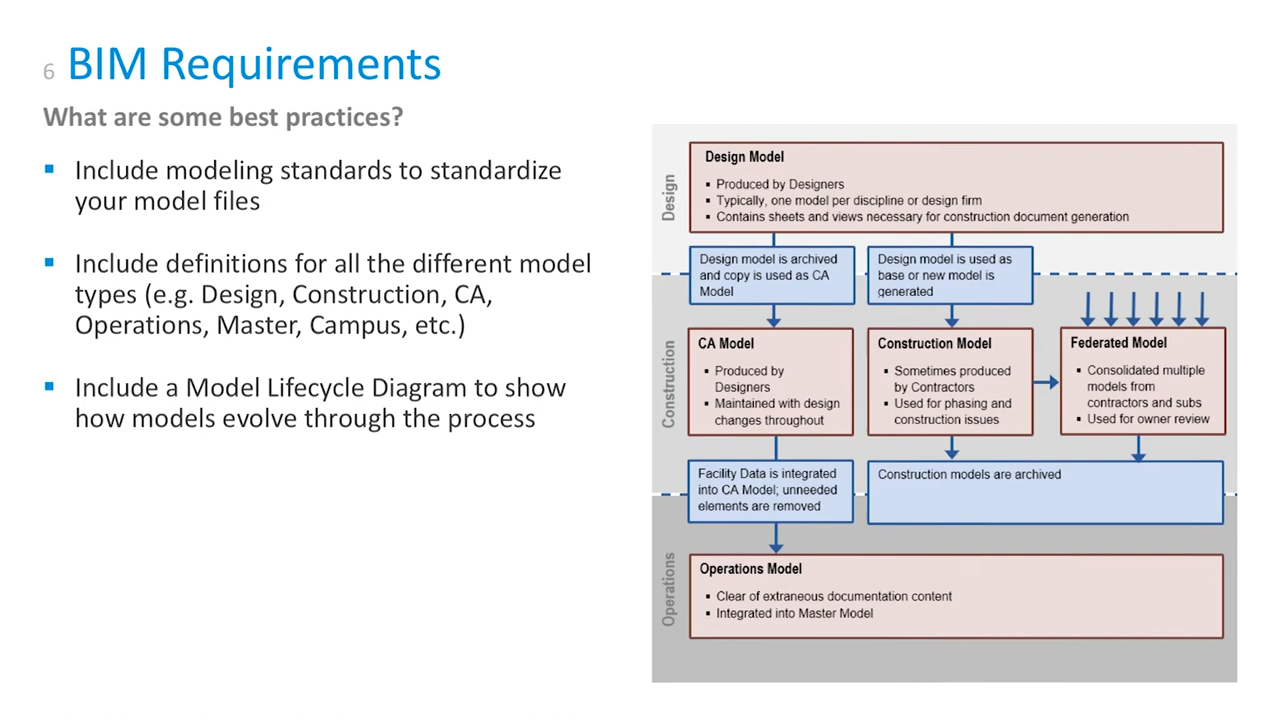 6 BIM Requirements
What are some best practices?
▪ Include modeling standards to standardize
your model files
▪ Include definitions for all the different model
types (e.g. Design, Construction, CA,
Operations, Master, Campus, etc.)
▪ Include a Model Lifecycle Diagram to show
how models evolve through the process
Design
Design Model
▪ Produced by Designers
▪ Typically, one model per discipline or design firm
▪ Contains sheets and views necessary for construction document generation
Design model is archived
and copy is used as CA
Model
Design model is used as
base or new model is
generated
Construction
CA Model
▪ Produced by
Designers
▪ Maintained with design
changes throughout
Construction Model
▪ Sometimes produced
by Contractors
▪ Used for phasing and
construction issues
Federated Model
▪ Consolidated multiple
models from
contractors and subs
▪ Used for owner review
Facility Data is integrated
into CA Model; unneeded
elements are removed
Construction models are archived
Operations
Operations Model
▪ Clear of extraneous documentation content
▪ Integrated into Master Model